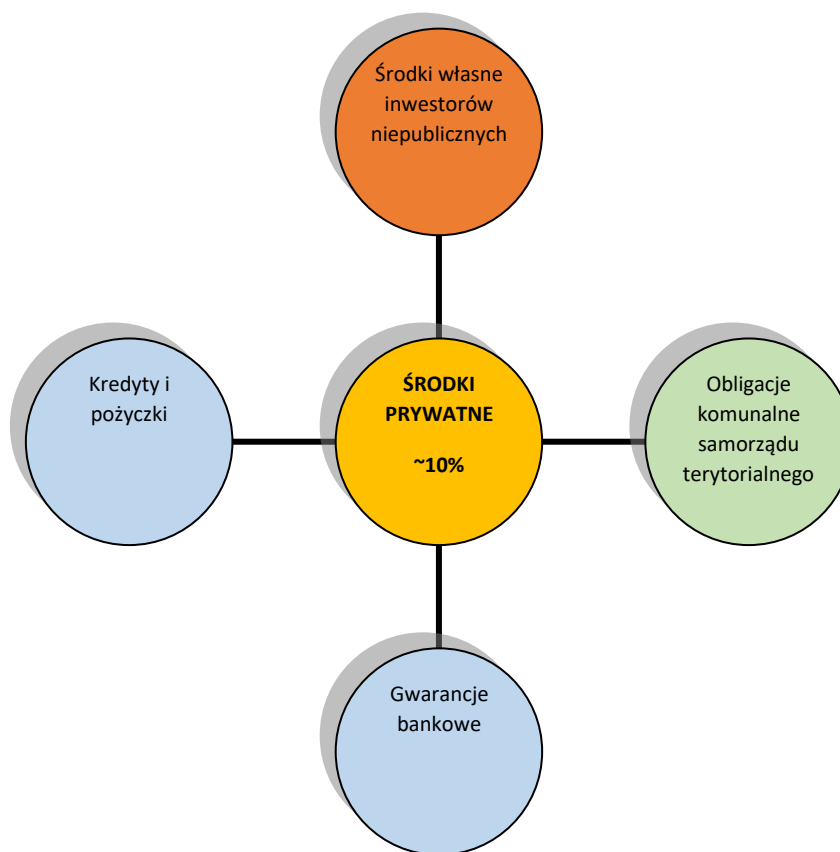 Środki własne
inwestorów
niepublicznych
Kredyty i
pożyczki
ŚRODKI
PRYWATNE
~10%
Obligacje
komunalne
samorządu
terytorialnego
Gwarancje
bankowe